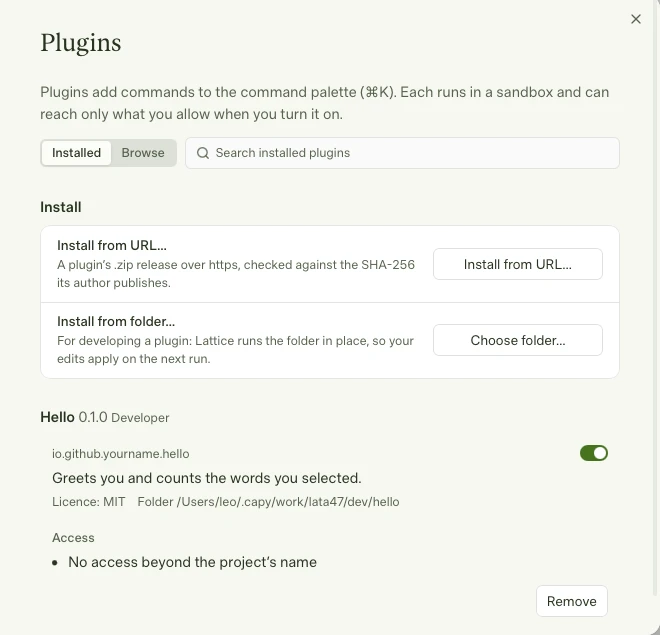 Plugins
Plugins add commands to the command palette (⌘K). Each runs in a sandbox and can
reach only what you allow when you turn it on.
Installed Browse Search installed plugins
Install
Install from URL...
A plugin's .zip release over https, checked against the SHA-256
its author publishes.
Install from URL...
Install from folder...
For developing a plugin: Lattice runs the folder in place, so your
edits apply on the next run.
Choose folder...
Hello 0.1.0 Developer
io.github.yourname.hello
Greets you and counts the words you selected.
Licence: MIT Folder /Users/leo/.capy/work/lata47/dev/hello
Access
• No access beyond the project's name
Remove